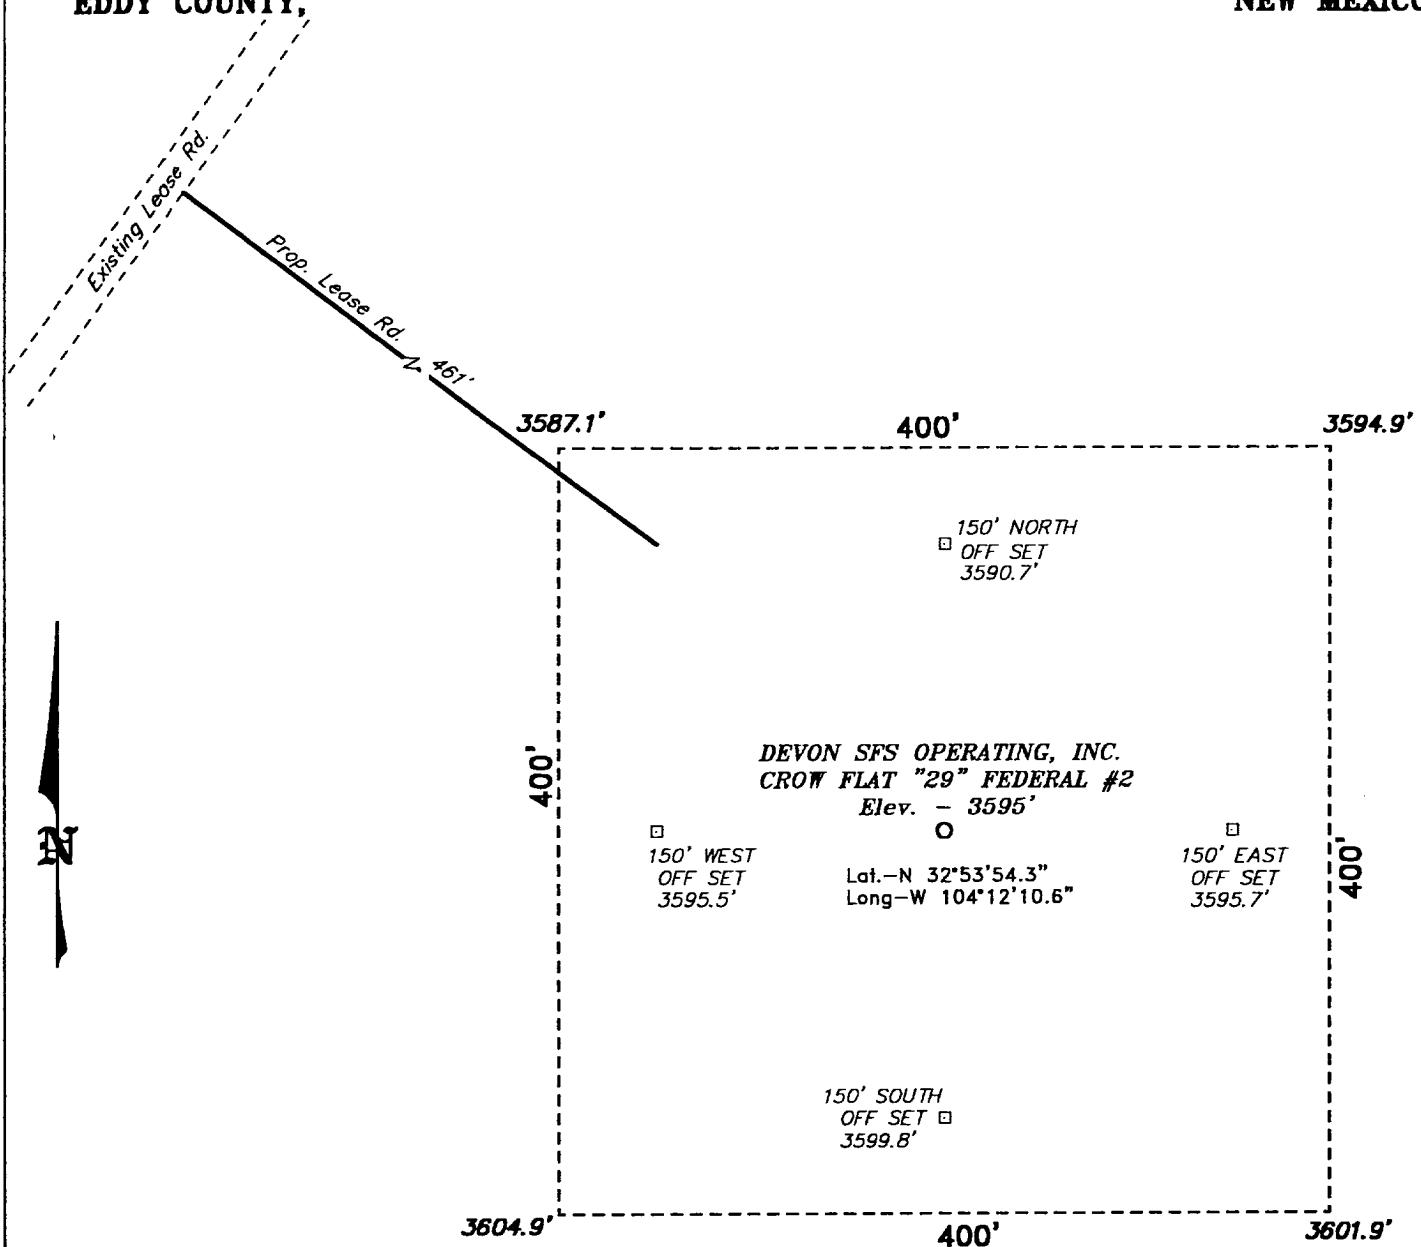 EDDY COUNTY,
NEW MEXICO
Existing Lease Rd.
Prop. Lease Rd.
461'
3587.1'
400'
3594.9'
150' NORTH
OFF SET
3590.7'
400'
DEVON SFS OPERATING, INC.
CROW FLAT "29" FEDERAL #2
Elev. - 3595'
150' WEST
OFF SET
3595.5'
Lat.-N 32°53'54.3"
Long-W 104°12'10.6"
150' EAST
OFF SET
3595.7'
400'
N
150' SOUTH
OFF SET
3599.8'
3604.9'
400'
3601.9'